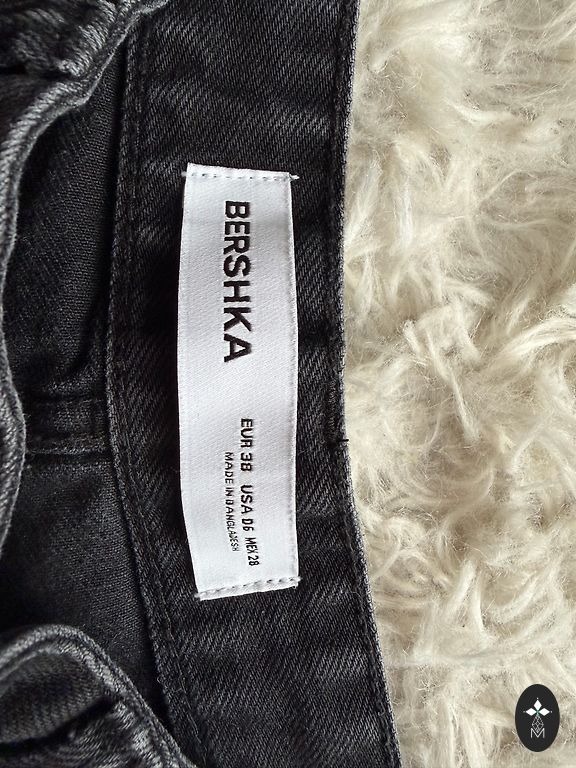 BERSHKA
EUR 38 USA 06 MEX 28
MADE IN BANGLADESH
M